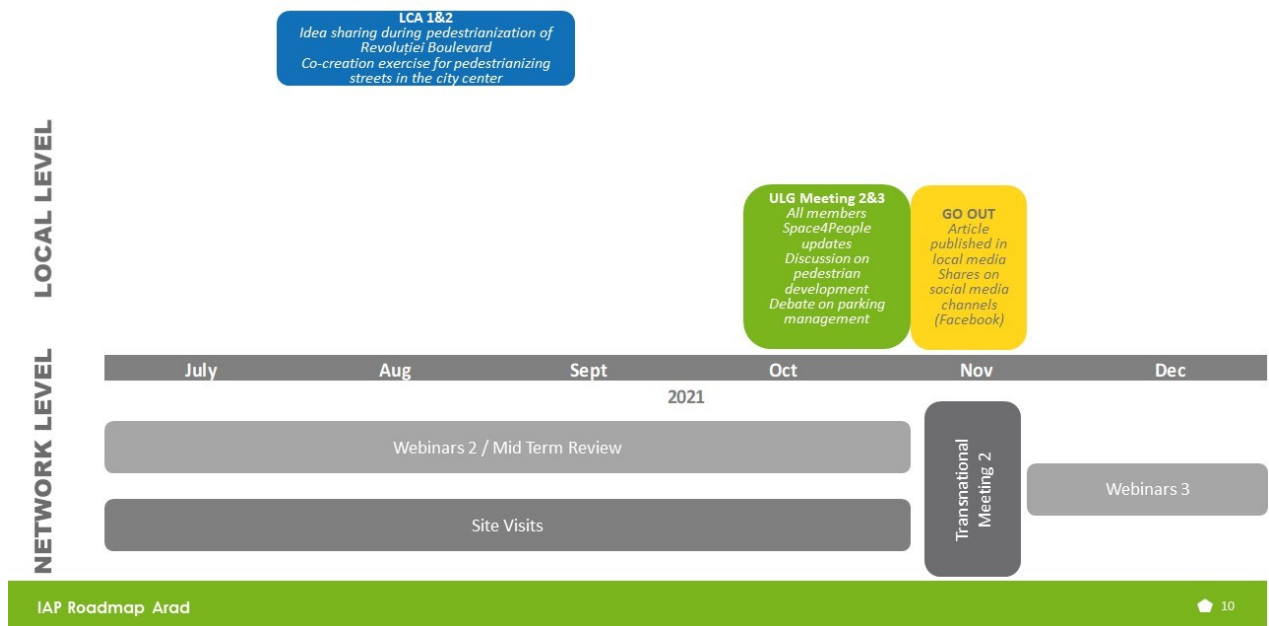 LCA 1&2
Idea sharing during pedestrianization of
Revoluției Boulevard
Co-creation exercise for pedestrianizing
streets in the city center
LOCAL LEVEL
ULG Meeting 2&3
All members
Space4People
updates
Discussion on
pedestrian
development
Debate on parking
management
GO OUT
Article
published in
local media
Shares on
social media
channels
(Facebook)
July
Aug
Sept
Oct
Nov
Dec
2021
NETWORK LEVEL
Webinars 2 / Mid Term Review
Site Visits
Transnational
Meeting 2
Webinars 3
IAP Roadmap Arad
10